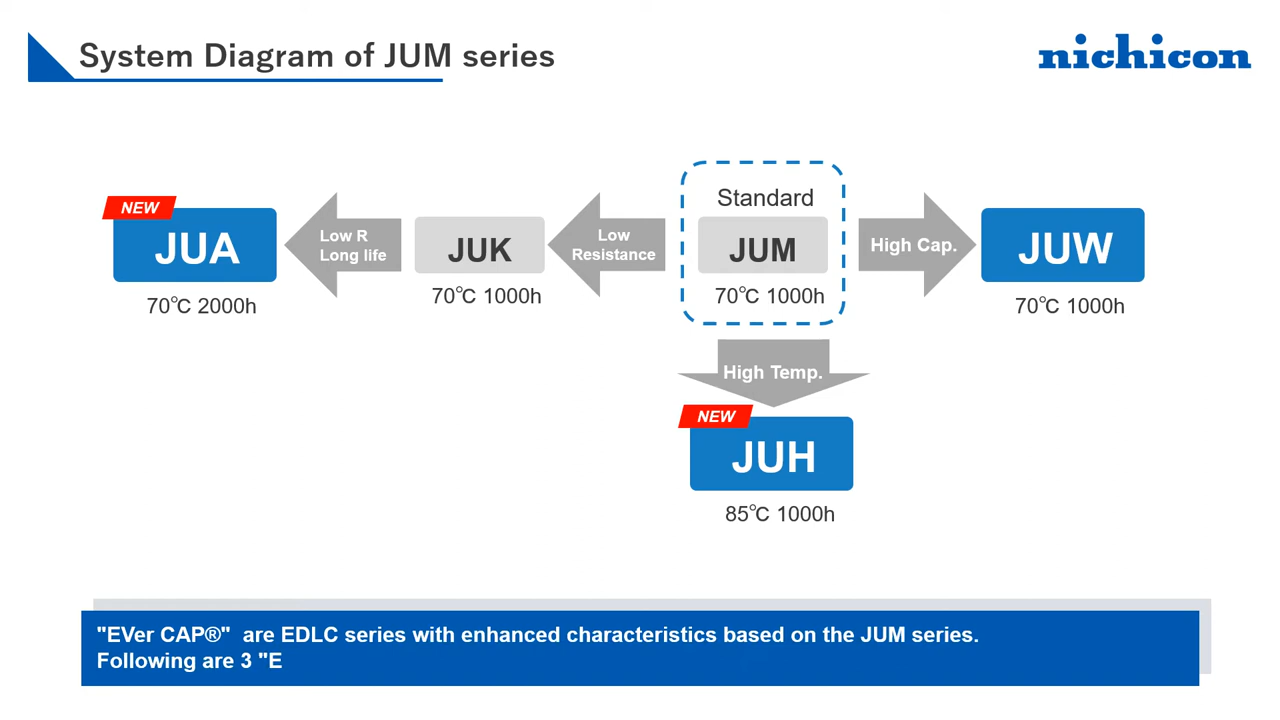 System Diagram of JUM series
nichicon
Standard
NEW
JUA
Low R
Long life
JUK
Low
Resistance
JUM
High Cap.
JUW
70℃ 2000h
70℃ 1000h
70℃ 1000h
70℃ 1000h
High Temp.
NEW
JUH
85℃ 1000h
"EVer CAP®"  are EDLC series with enhanced characteristics based on the JUM series.
Following are 3 "E